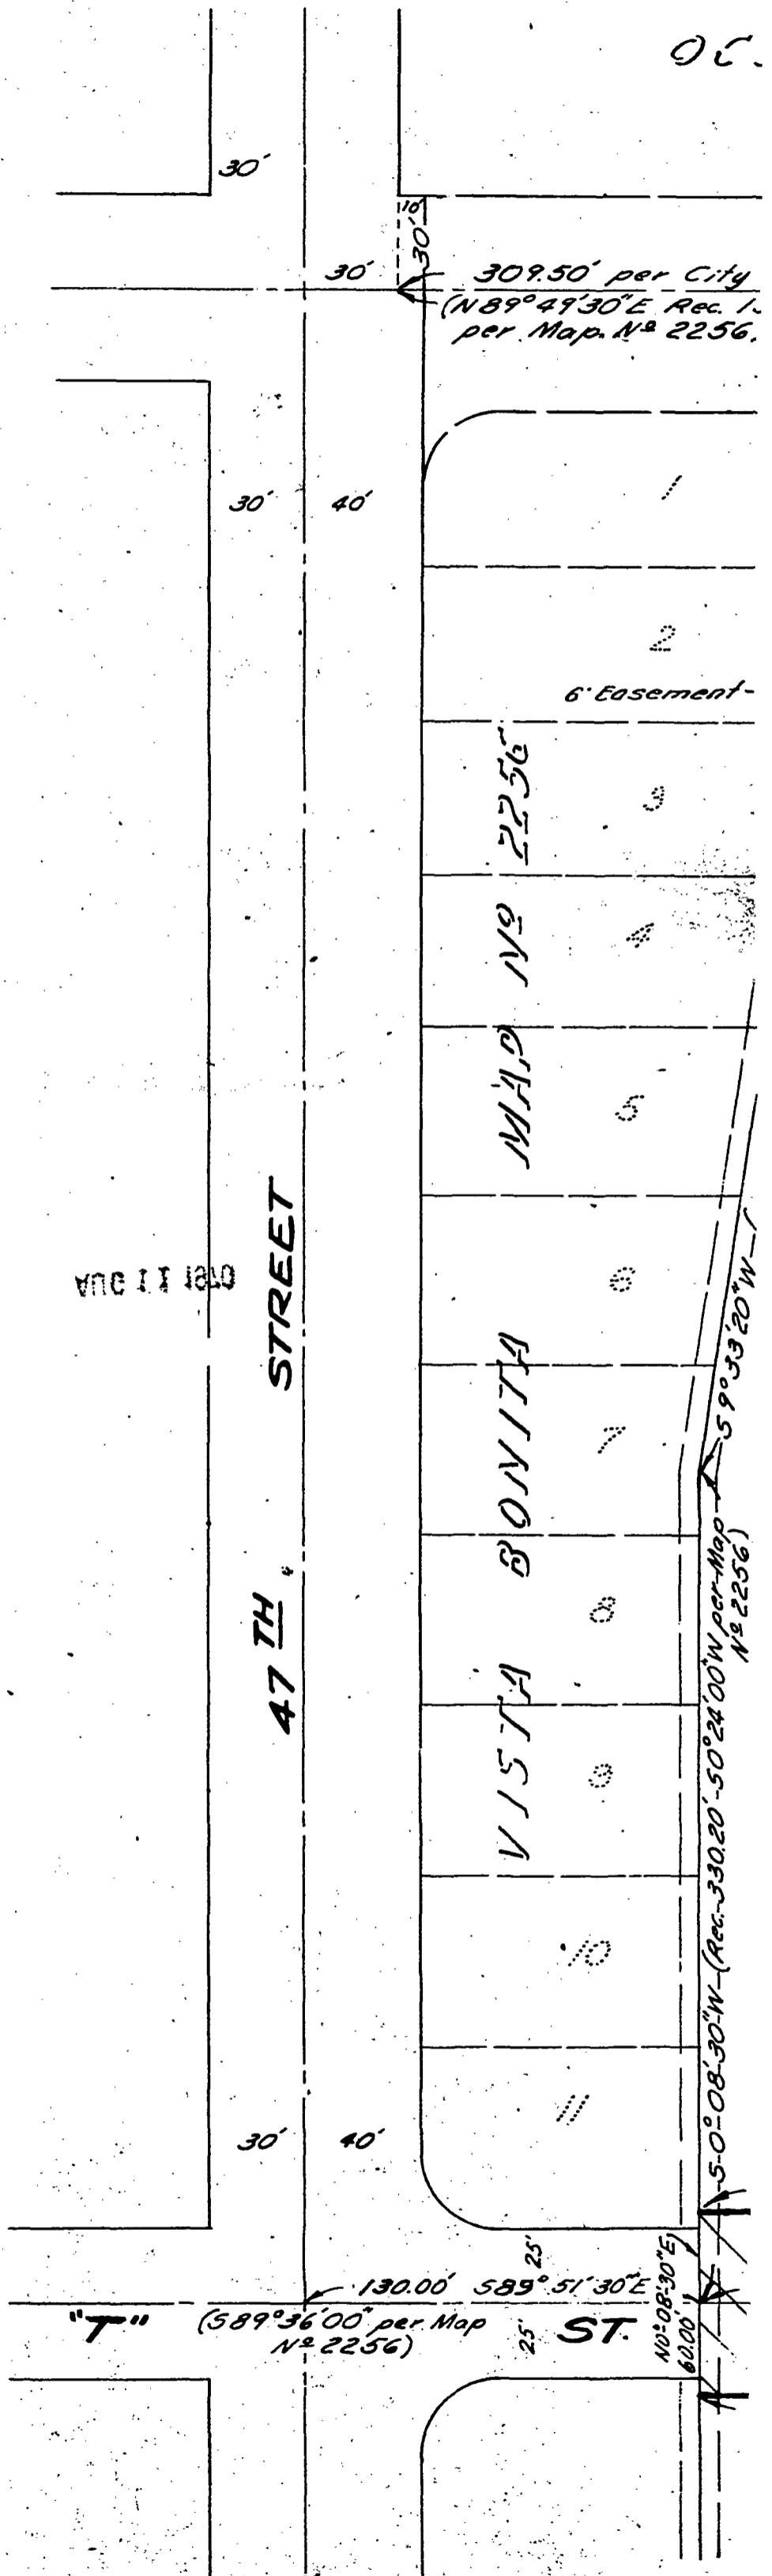 OC
30'
10'
30'
30'
309.50' per City
(N89°49'30"E Rec.
per Map. Nº 2256.
30' 40'
1
2
6' Easement-
3
4
5
6
7
8
9
10
11
VISTA BONITA MAP Nº 2256
47TH STREET
AUG 11 1970
S9°33'20"W
S-0°-08'-30"W-(Rec.-330.20'-S0°24'00"W per Map
Nº 2256)
30' 40'
25'
130.00' S89°51'30"E
"T" (S89°36'00" per Map
Nº 2256)
25'
ST.
N0°-08'-30"E
60.00'